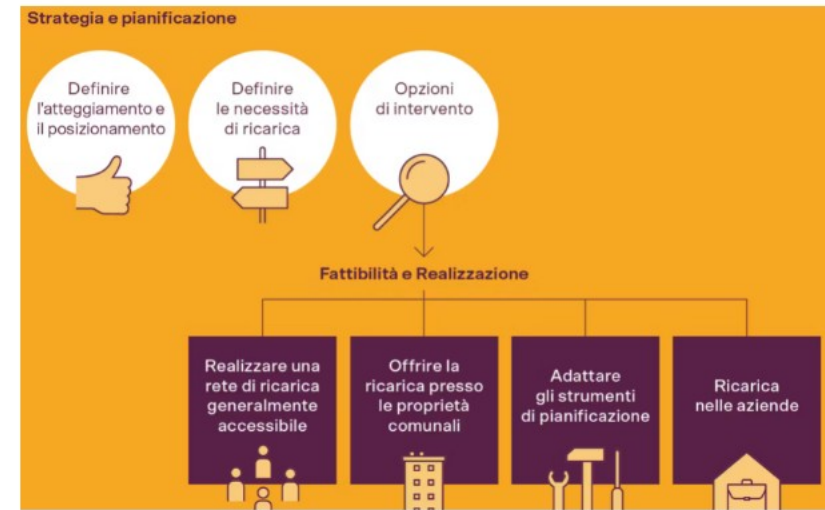 Strategia e pianificazione
Definire
l'atteggiamento e
il posizionamento
Definire
le necessità
di ricarica
Opzioni
di intervento
Fattibilità e Realizzazione
Realizzare una
rete di ricarica
generalmente
accessibile
Offrire la
ricarica presso
le proprietà
comunali
Adattare
gli strumenti
di pianificazione
Ricarica
nelle aziende